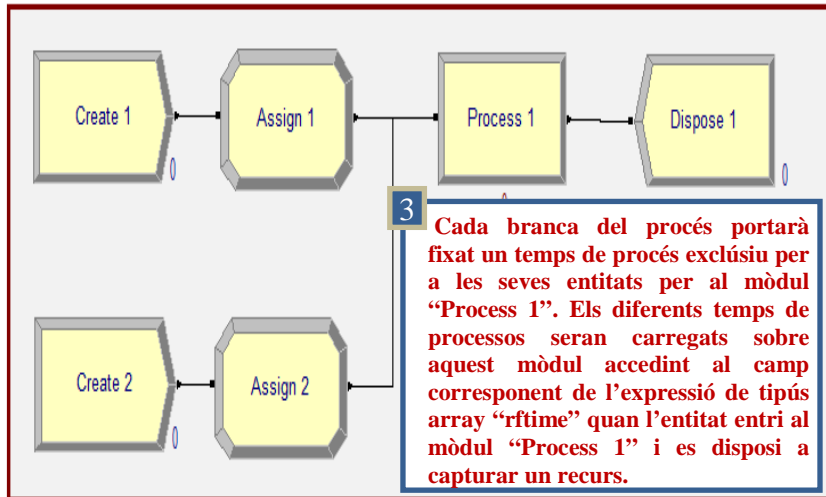 Create 1
Assign 1
Process 1
Dispose 1
0
0
3
Cada branca del procés portarà
fixat un temps de procés exclúsiu per
a les seves entitats per al mòdul
“Process 1”. Els diferents temps de
processos seran carregats sobre
aquest mòdul accedint al camp
corresponent de l’expressió de tipús
array “rftime” quan l’entitat entri al
mòdul “Process 1” i es disposi a
capturar un recurs.
Create 2
Assign 2
0